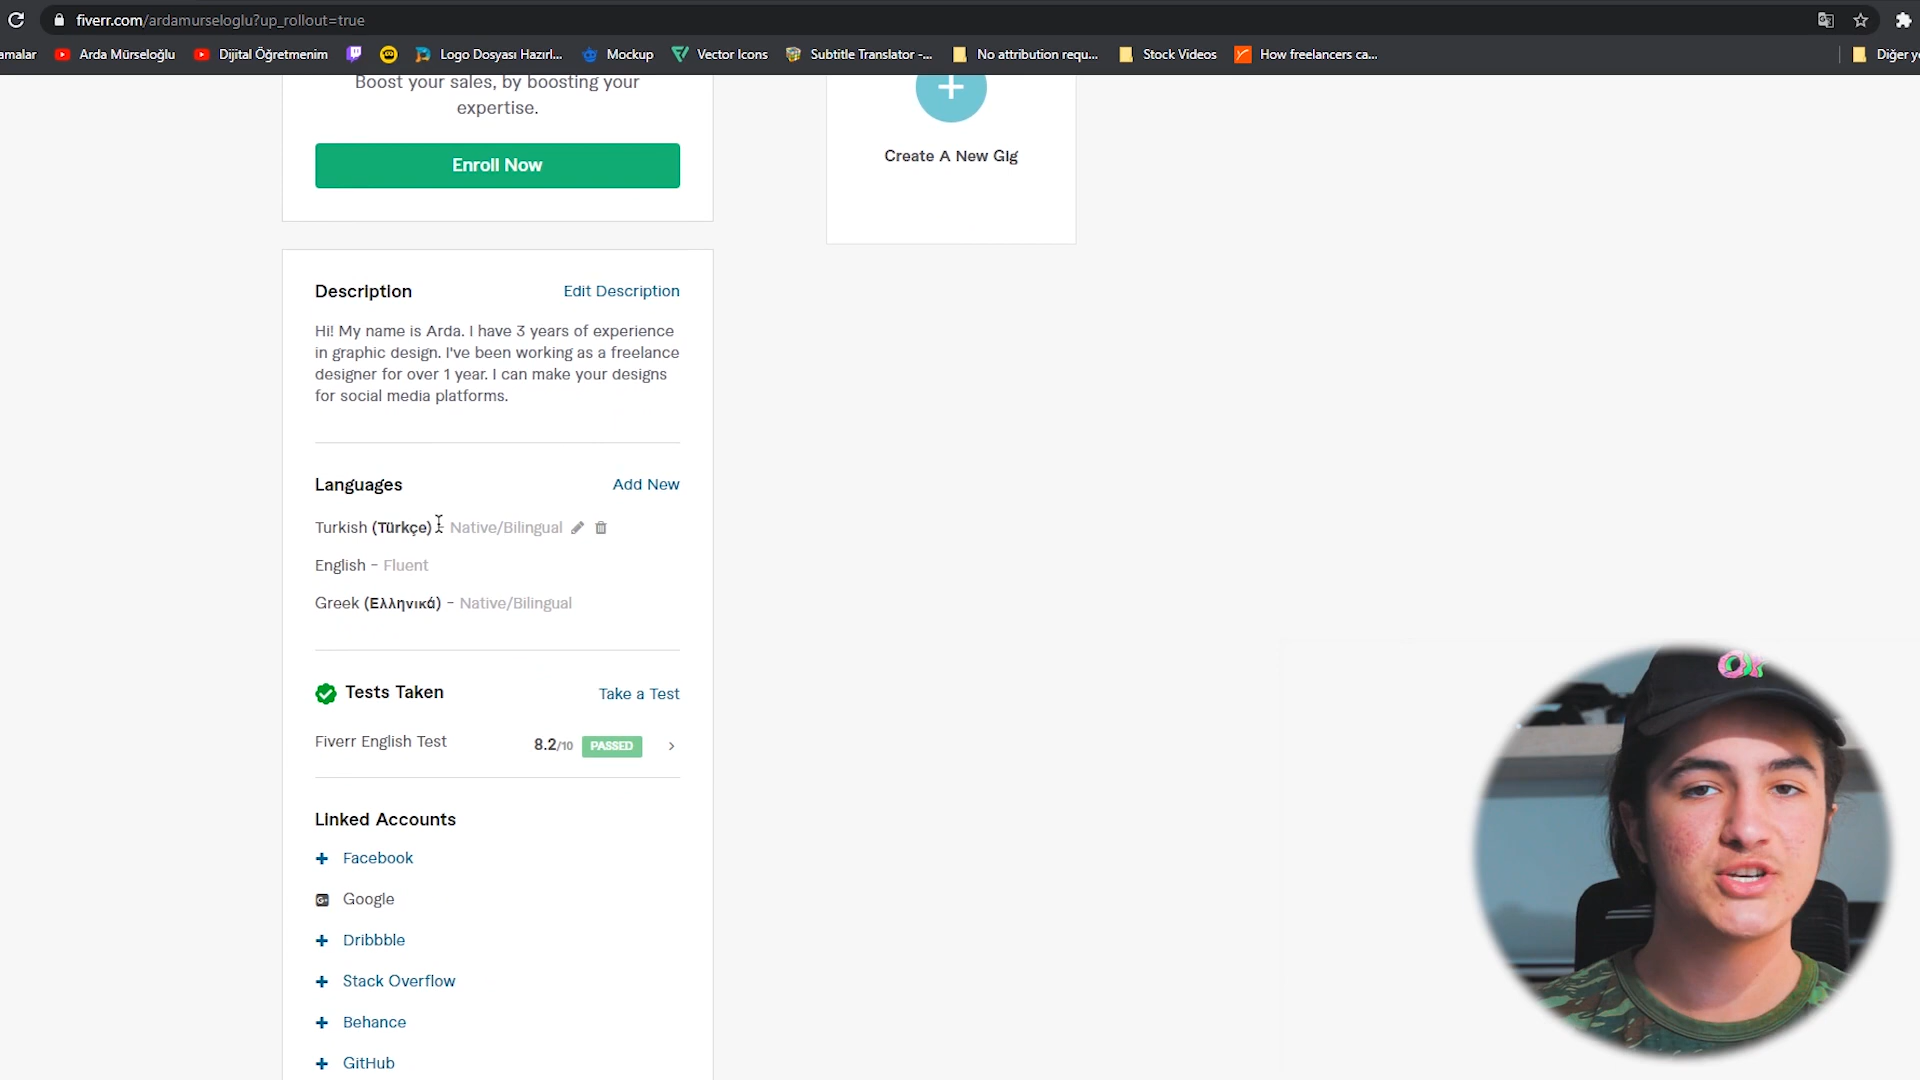 fiverr.com/ardamurseloglu?up_rollout=true
amalar Arda Mürseloğlu Dijital Öğretmenim Logo Dosyası Hazırl... Mockup Vector Icons Subtitle Translator -... No attribution requ... Stock Videos How freelancers ca... Diğer ye
Boost your sales, by boosting your
expertise.
Enroll Now
Create A New GIg
Description Edit Description
Hi! My name is Arda. I have 3 years of experience
in graphic design. I've been working as a freelance
designer for over 1 year. I can make your designs
for social media platforms.
Languages Add New
Turkish (Türkçe) - Native/Bilingual
English - Fluent
Greek (Ελληνικά) - Native/Bilingual
Tests Taken Take a Test
Fiverr English Test 8.2/10 PASSED
Linked Accounts
Facebook
G+ Google
Dribbble
Stack Overflow
Behance
GitHub